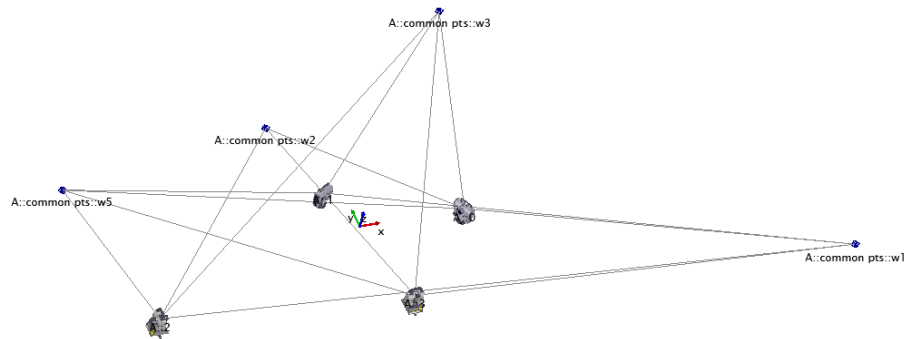 A::common pts::w3
A::common pts::w2
A::common pts::w5
y
z
x
A::common pts::w1